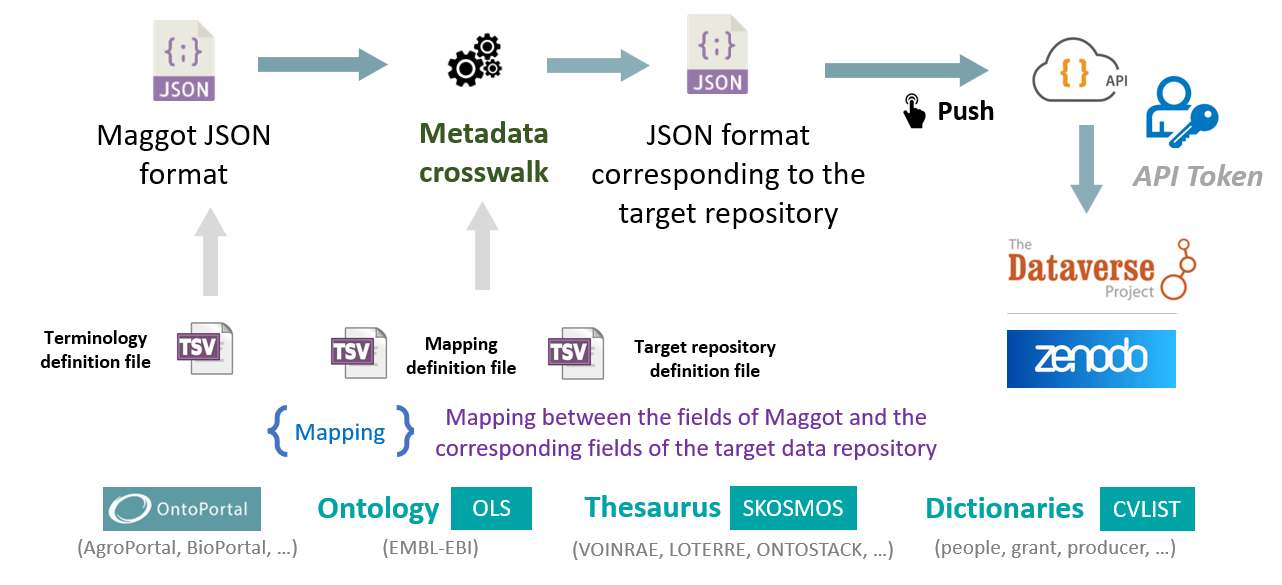 {;}
JSON
{;}
JSON
{ }
API
Maggot JSON
format
Metadata
crosswalk
JSON format
corresponding to the
target repository
Push
API Token
The
Dataverse
Project
zenodo
Terminology
definition file
TSV
TSV
Mapping
definition file
TSV
Target repository
definition file
{ Mapping }
Mapping between the fields of Maggot and the
corresponding fields of the target data repository
OntoPortal
(AgroPortal, BioPortal, ...)
Ontology
OLS
(EMBL-EBI)
Thesaurus
SKOSMOS
(VOINRAE, LOTERRE, ONTOSTACK, ...)
Dictionaries
CVLIST
(people, grant, producer, ...)